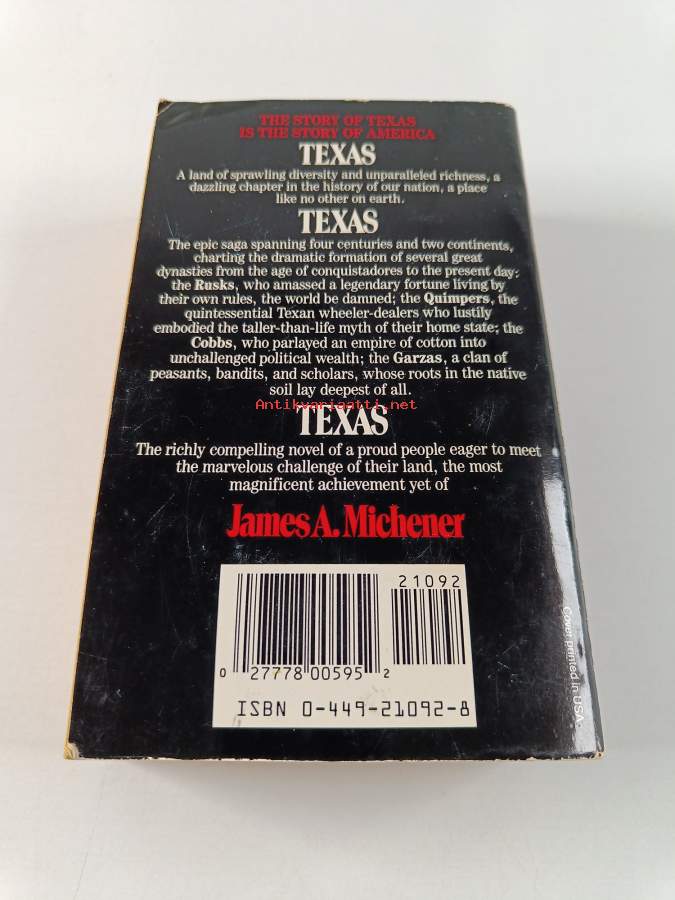 THE STORY OF TEXAS
IS THE STORY OF AMERICA
TEXAS
A land of sprawling diversity and unparalleled richness, a
dazzling chapter in the history of our nation, a place
like no other on earth.
TEXAS
The epic saga spanning four centuries and two continents,
charting the dramatic formation of several great
dynasties from the age of conquistadores to the present day:
the Rusks, who amassed a legendary fortune living by
their own rules, the world be damned; the Quimpers, the
quintessential Texan wheeler-dealers who lustily
embodied the taller-than-life myth of their home state; the
Cobbs, who parlayed an empire of cotton into
unchallenged political wealth; the Garzas, a clan of
peasants, bandits, and scholars, whose roots in the native
soil lay deepest of all.
Antikvariaatti.net
TEXAS
The richly compelling novel of a proud people eager to meet
the marvelous challenge of their land, the most
magnificent achievement yet of
James A. Michener
21092
0 27778 00595 2
ISBN 0-449-21092-8
Cover printed in USA.